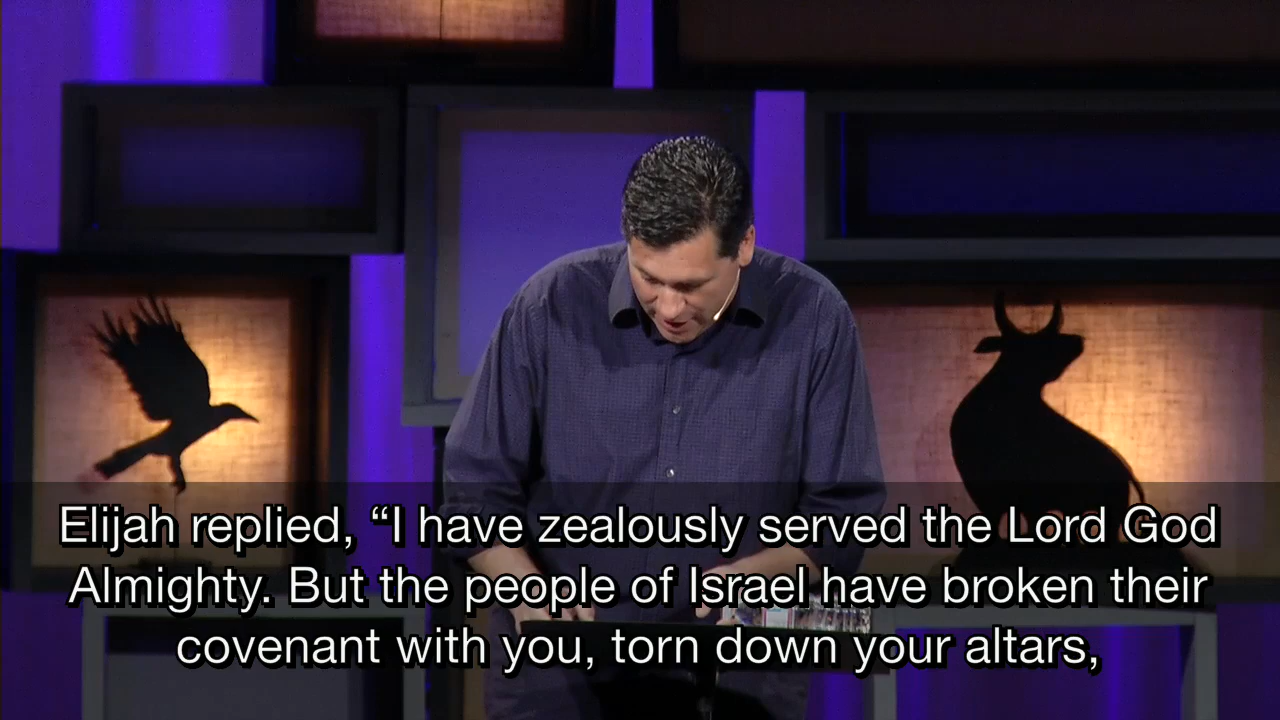 Elijah replied, “I have zealously served the Lord God
Almighty. But the people of Israel have broken their
covenant with you, torn down your altars,